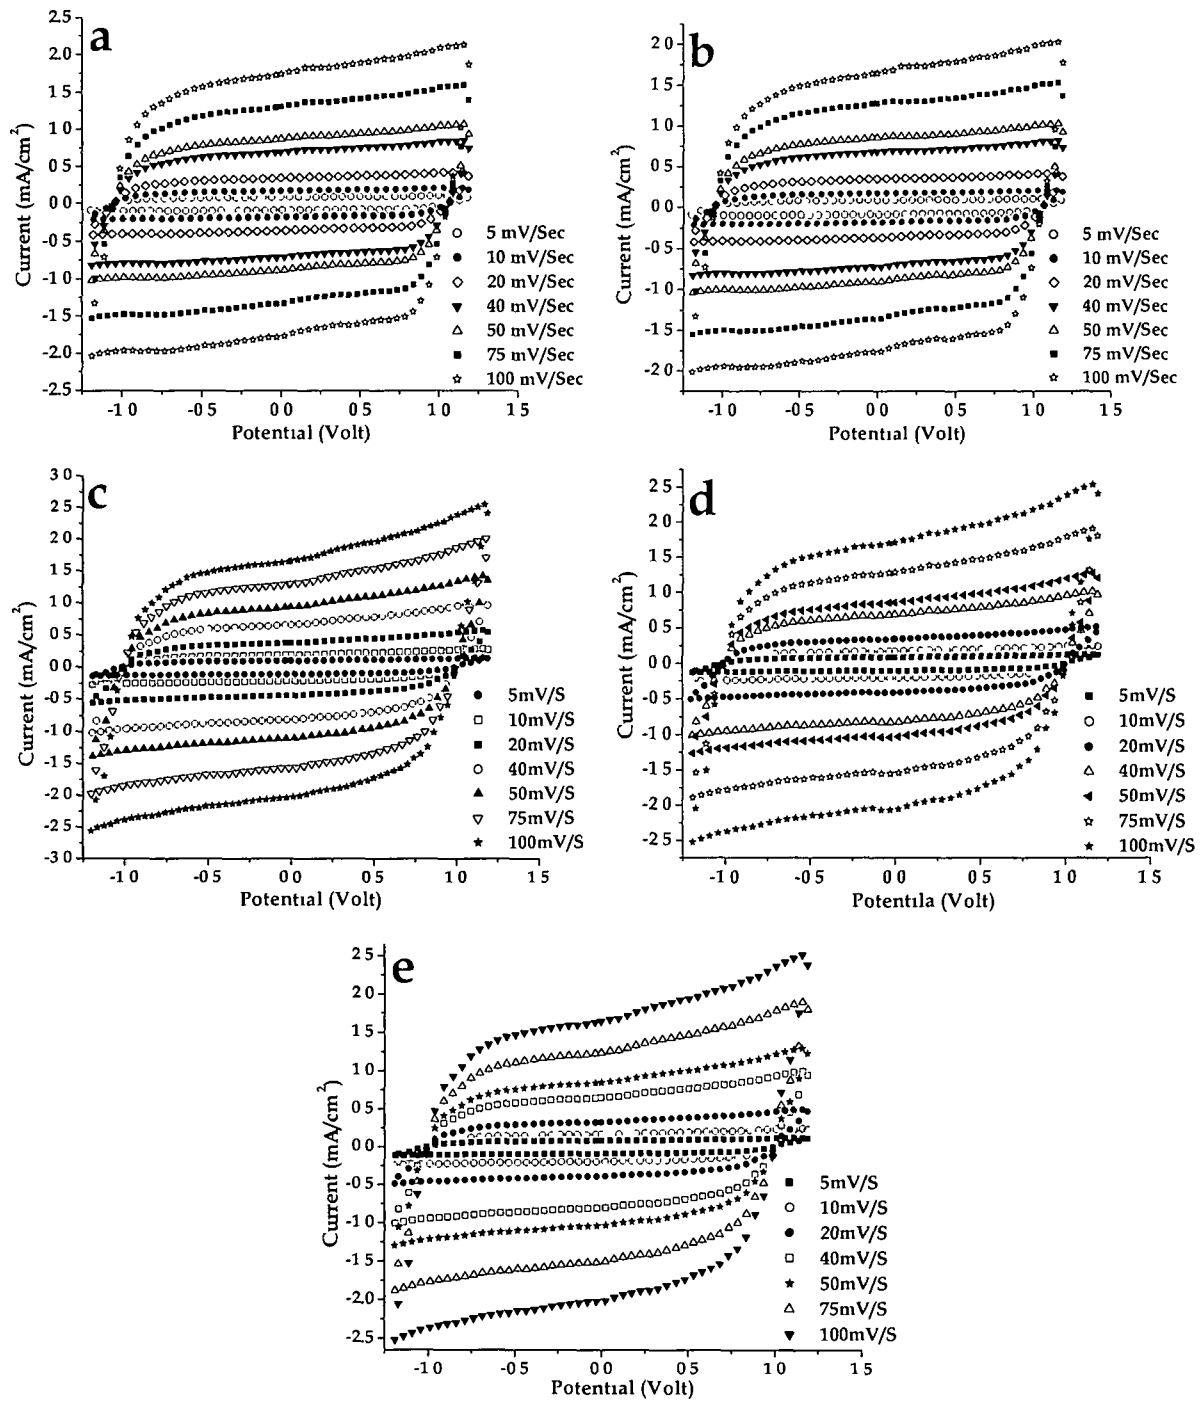 a
2.5
2 0
1 5
1 0
0 5
0 0
-0 5
-1 0
-1.5
-2.0
-2.5
Current (mA/cm²)
-1 0 -0 5 0 0 0 5 1 0 1 5
Potential (Volt)
5 mV/Sec
10 mV/Sec
20 mV/Sec
40 mV/Sec
50 mV/Sec
75 mV/Sec
100 mV/Sec
b
2 0
1 5
1 0
0 5
0 0
-0 5
-1 0
-1.5
-2 0
Current (mA/cm²)
-1 0 -0 5 0 0 0 5 1 0 1 5
Potential (Volt)
5 mV/Sec
10 mV/Sec
20 mV/Sec
40 mV/Sec
50 mV/Sec
75 mV/Sec
100 mV/Sec
c
3 0
2 5
2 0
1 5
1 0
0 5
0 0
-0 5
-1 0
-1 5
-2 0
-2 5
-3 0
Current (mA/cm²)
-1 0 -0 5 0 0 0 5 1 0 1 5
Potential (Volt)
5mV/S
10mV/S
20mV/S
40mV/S
50mV/S
75mV/S
100mV/S
d
2 5
2 0
1 5
1 0
0 5
0 0
-0 5
-1 0
-1 5
-2 0
-2 5
Current (mA/cm²)
-1 0 -0 5 0 0 0 5 1 0 1 5
Potentila (Volt)
5mV/S
10mV/S
20mV/S
40mV/S
50mV/S
75mV/S
100mV/S
e
2 5
2 0
1 5
1 0
0 5
0 0
-0 5
-1 0
-1.5
-2.0
-2.5
Current (mA/cm²)
-1 0 -0 5 0 0 0 5 1 0 1 5
Potential (Volt)
5mV/S
10mV/S
20mV/S
40mV/S
50mV/S
75mV/S
100mV/S